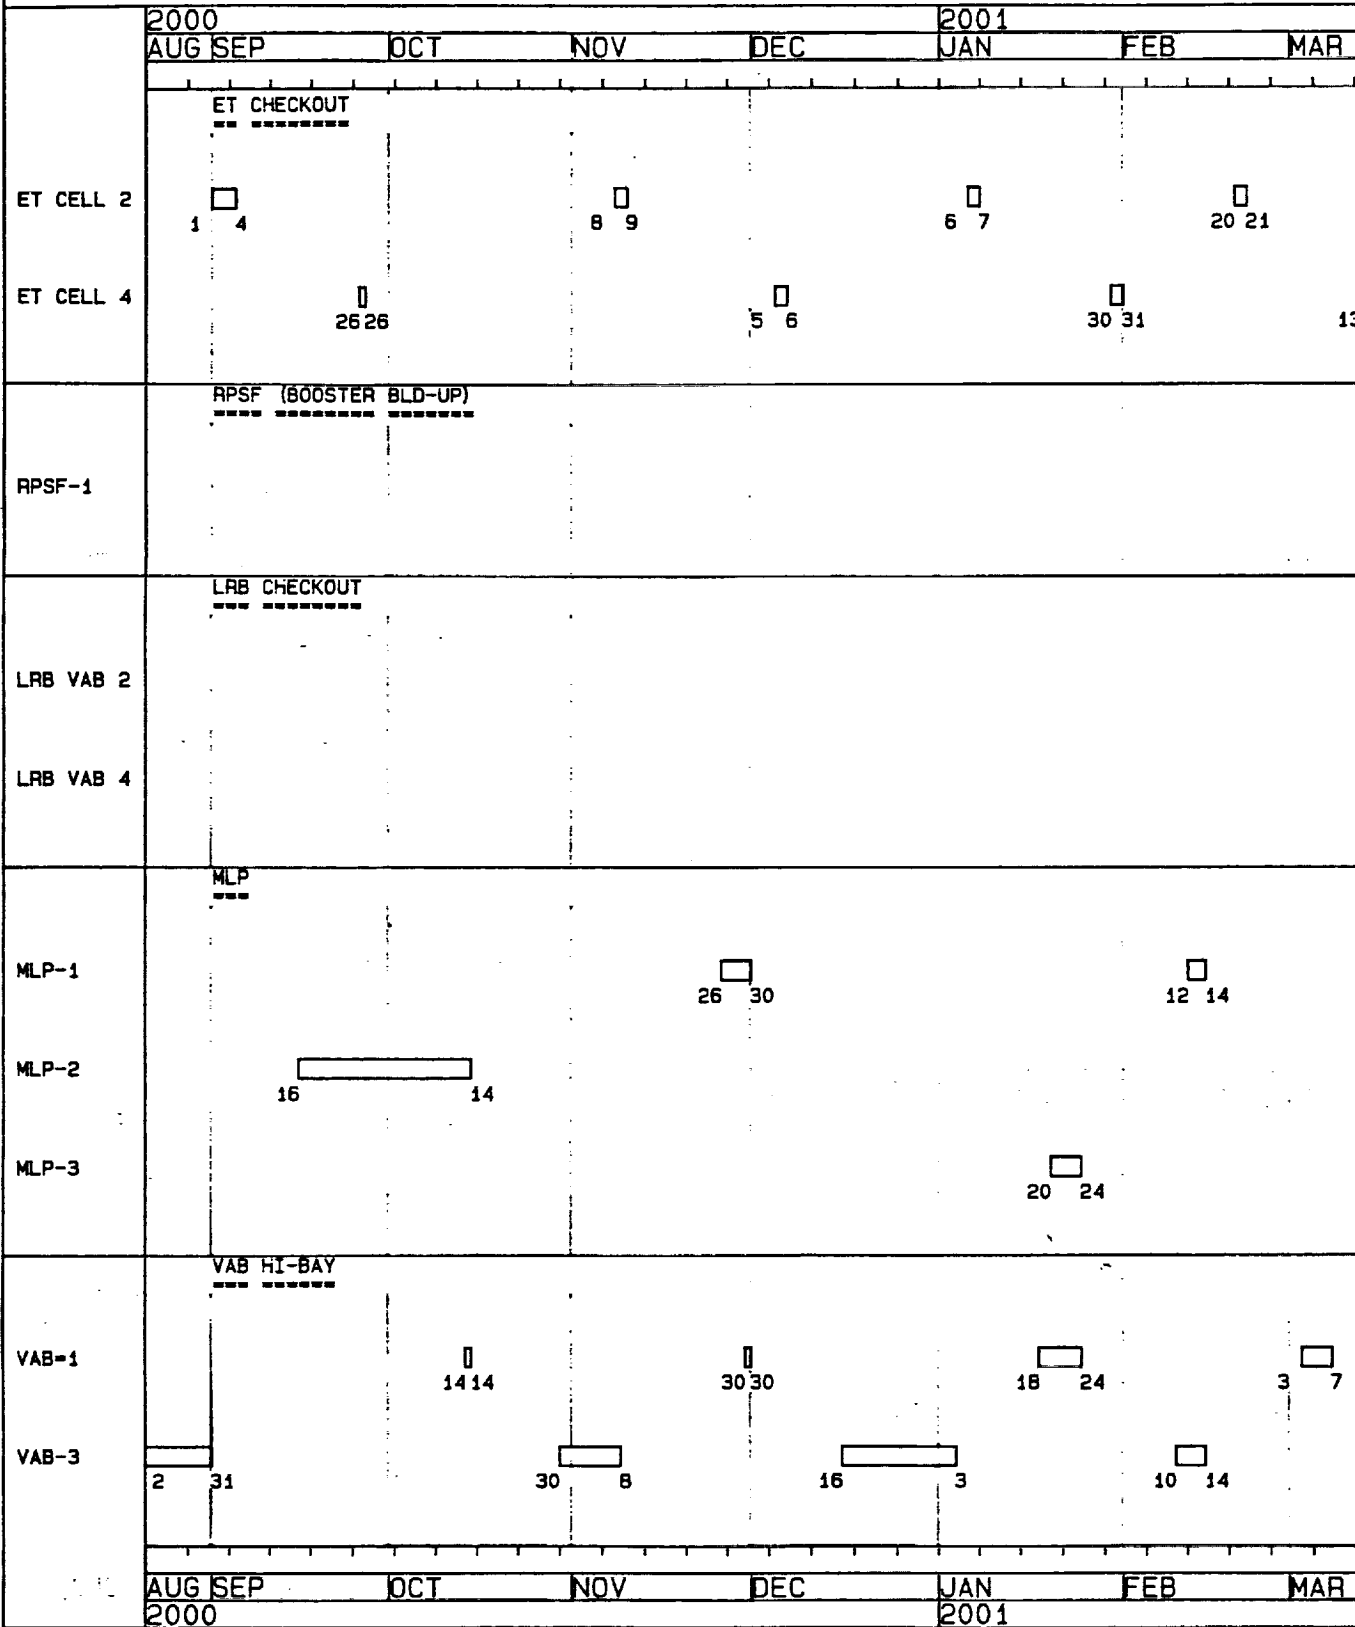 2000 2001
AUG SEP OCT NOV DEC JAN FEB MAR
ET CHECKOUT
ET CELL 2
1 4 8 9 6 7 20 21
ET CELL 4
26 26 5 6 30 31 13
RPSF (BOOSTER BLD-UP)
RPSF-1
LRB CHECKOUT
LRB VAB 2
LRB VAB 4
MLP
MLP-1
26 30 12 14
MLP-2
16 14
MLP-3
20 24
VAB HI-BAY
VAB=1
14 14 30 30 18 24 3 7
VAB-3
2 31 30 8 16 3 10 14
AUG SEP OCT NOV DEC JAN FEB MAR
2000 2001